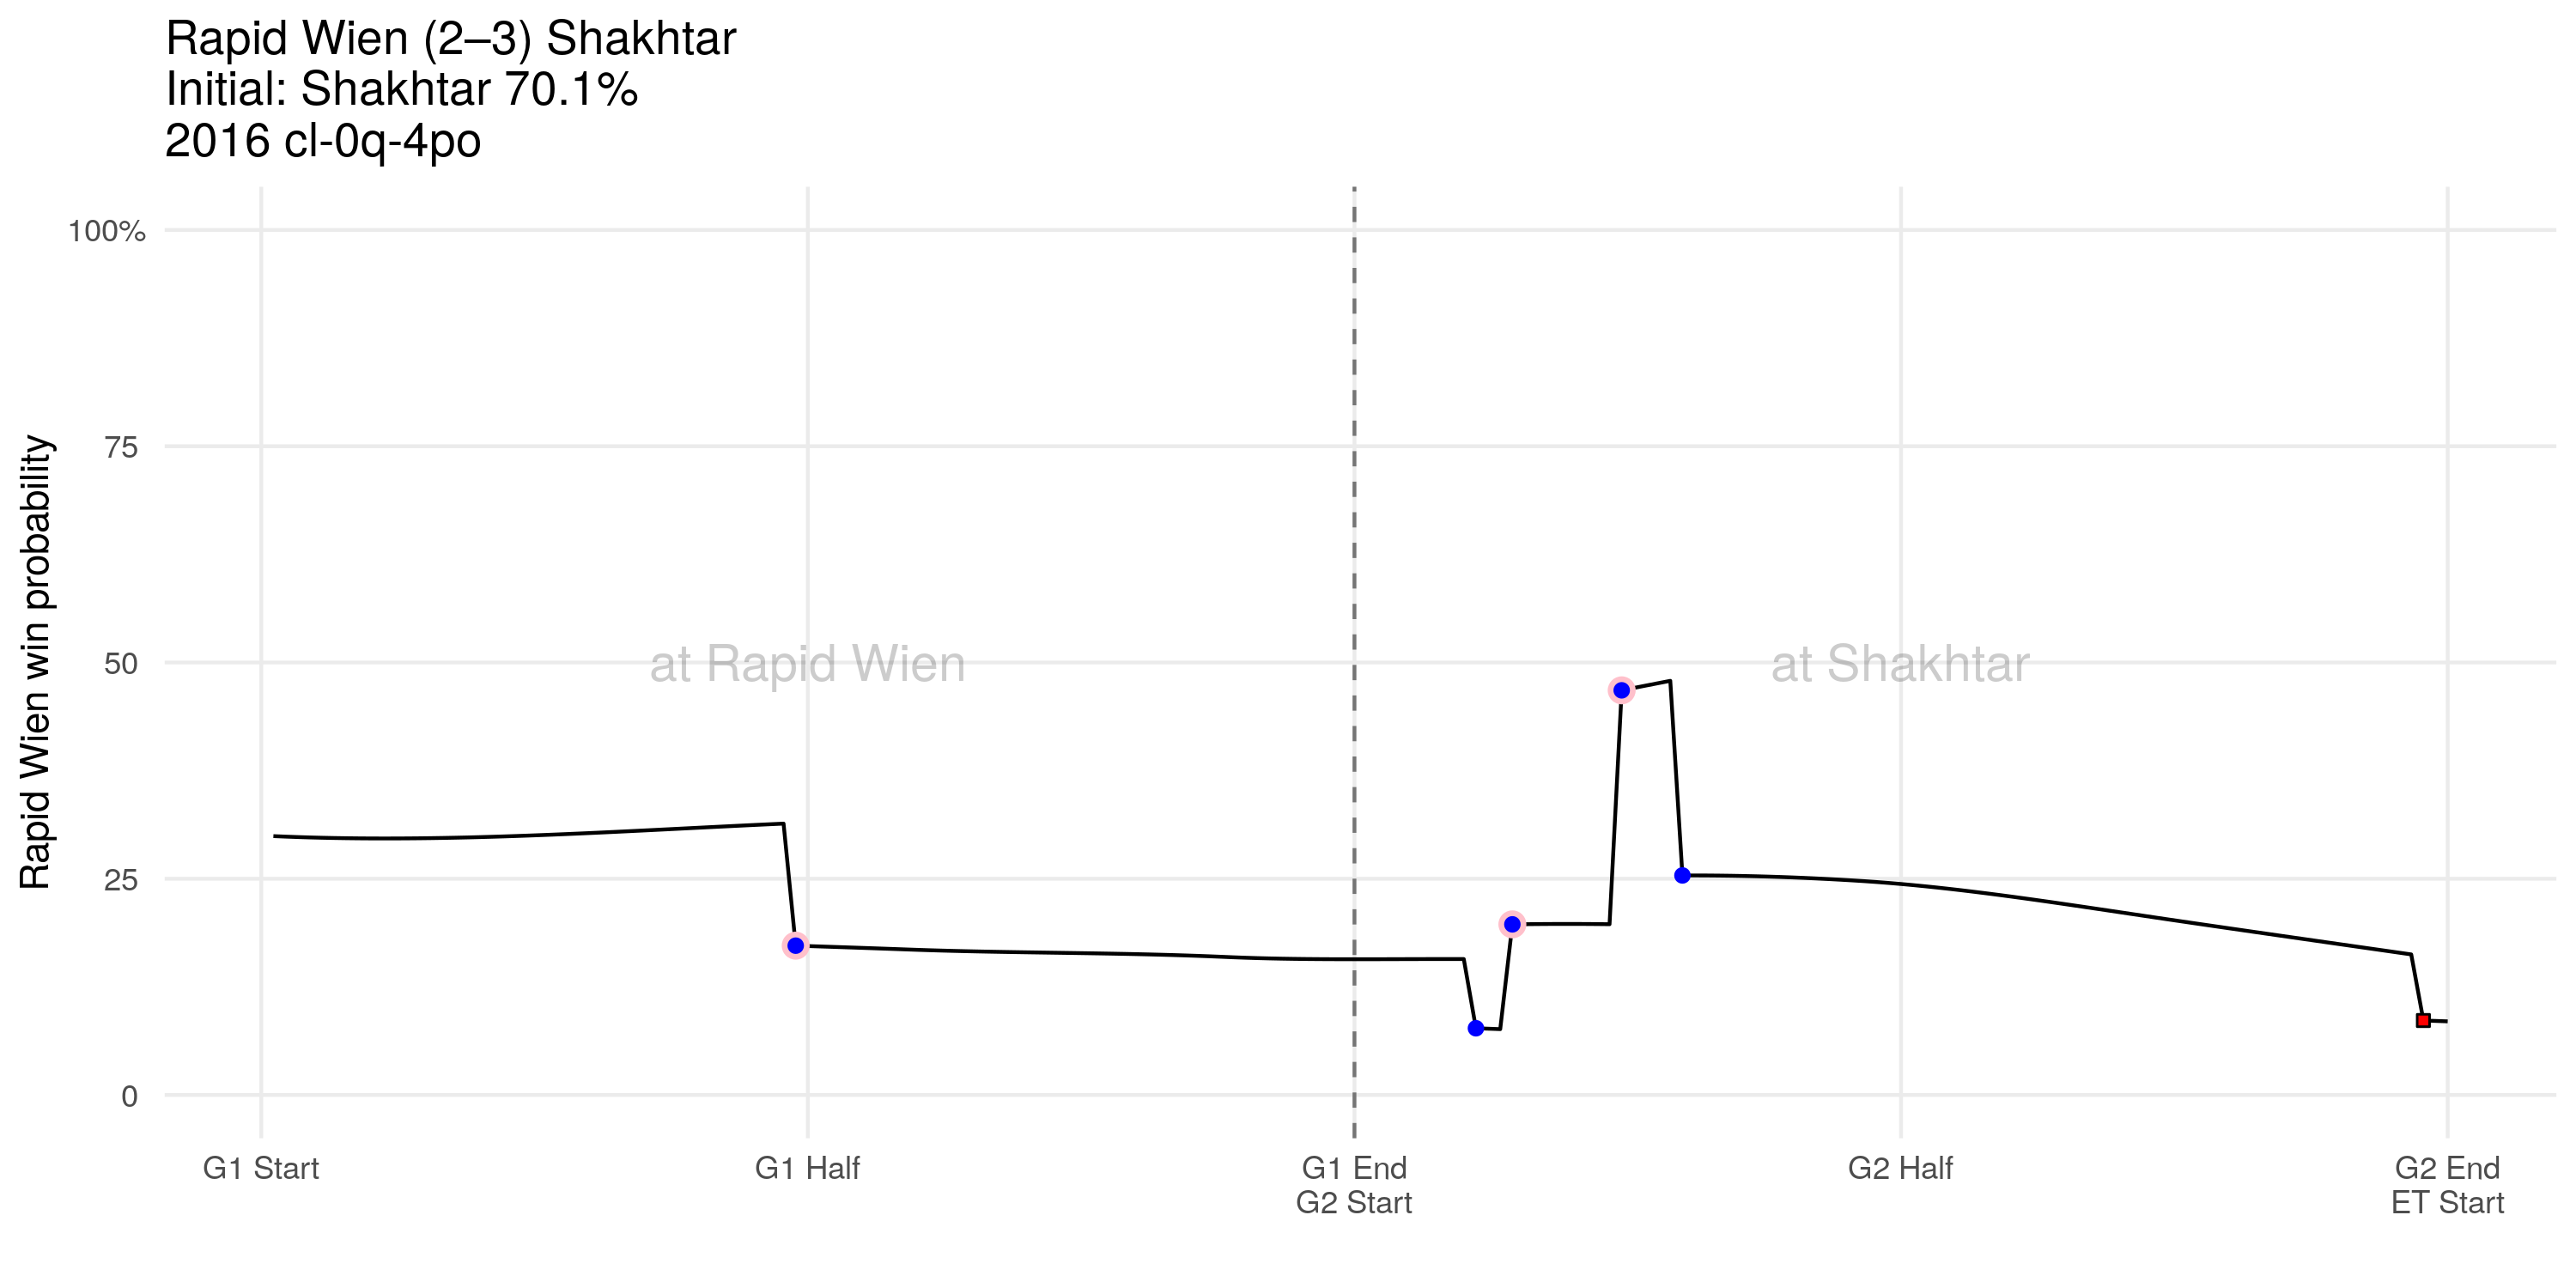 Rapid Wien (2–3) Shakhtar
Initial: Shakhtar 70.1%
2016 cl-0q-4po
Rapid Wien win probability
100%
75
50
25
0
at Rapid Wien
at Shakhtar
G1 Start
G1 Half
G1 End
G2 Start
G2 Half
G2 End
ET Start